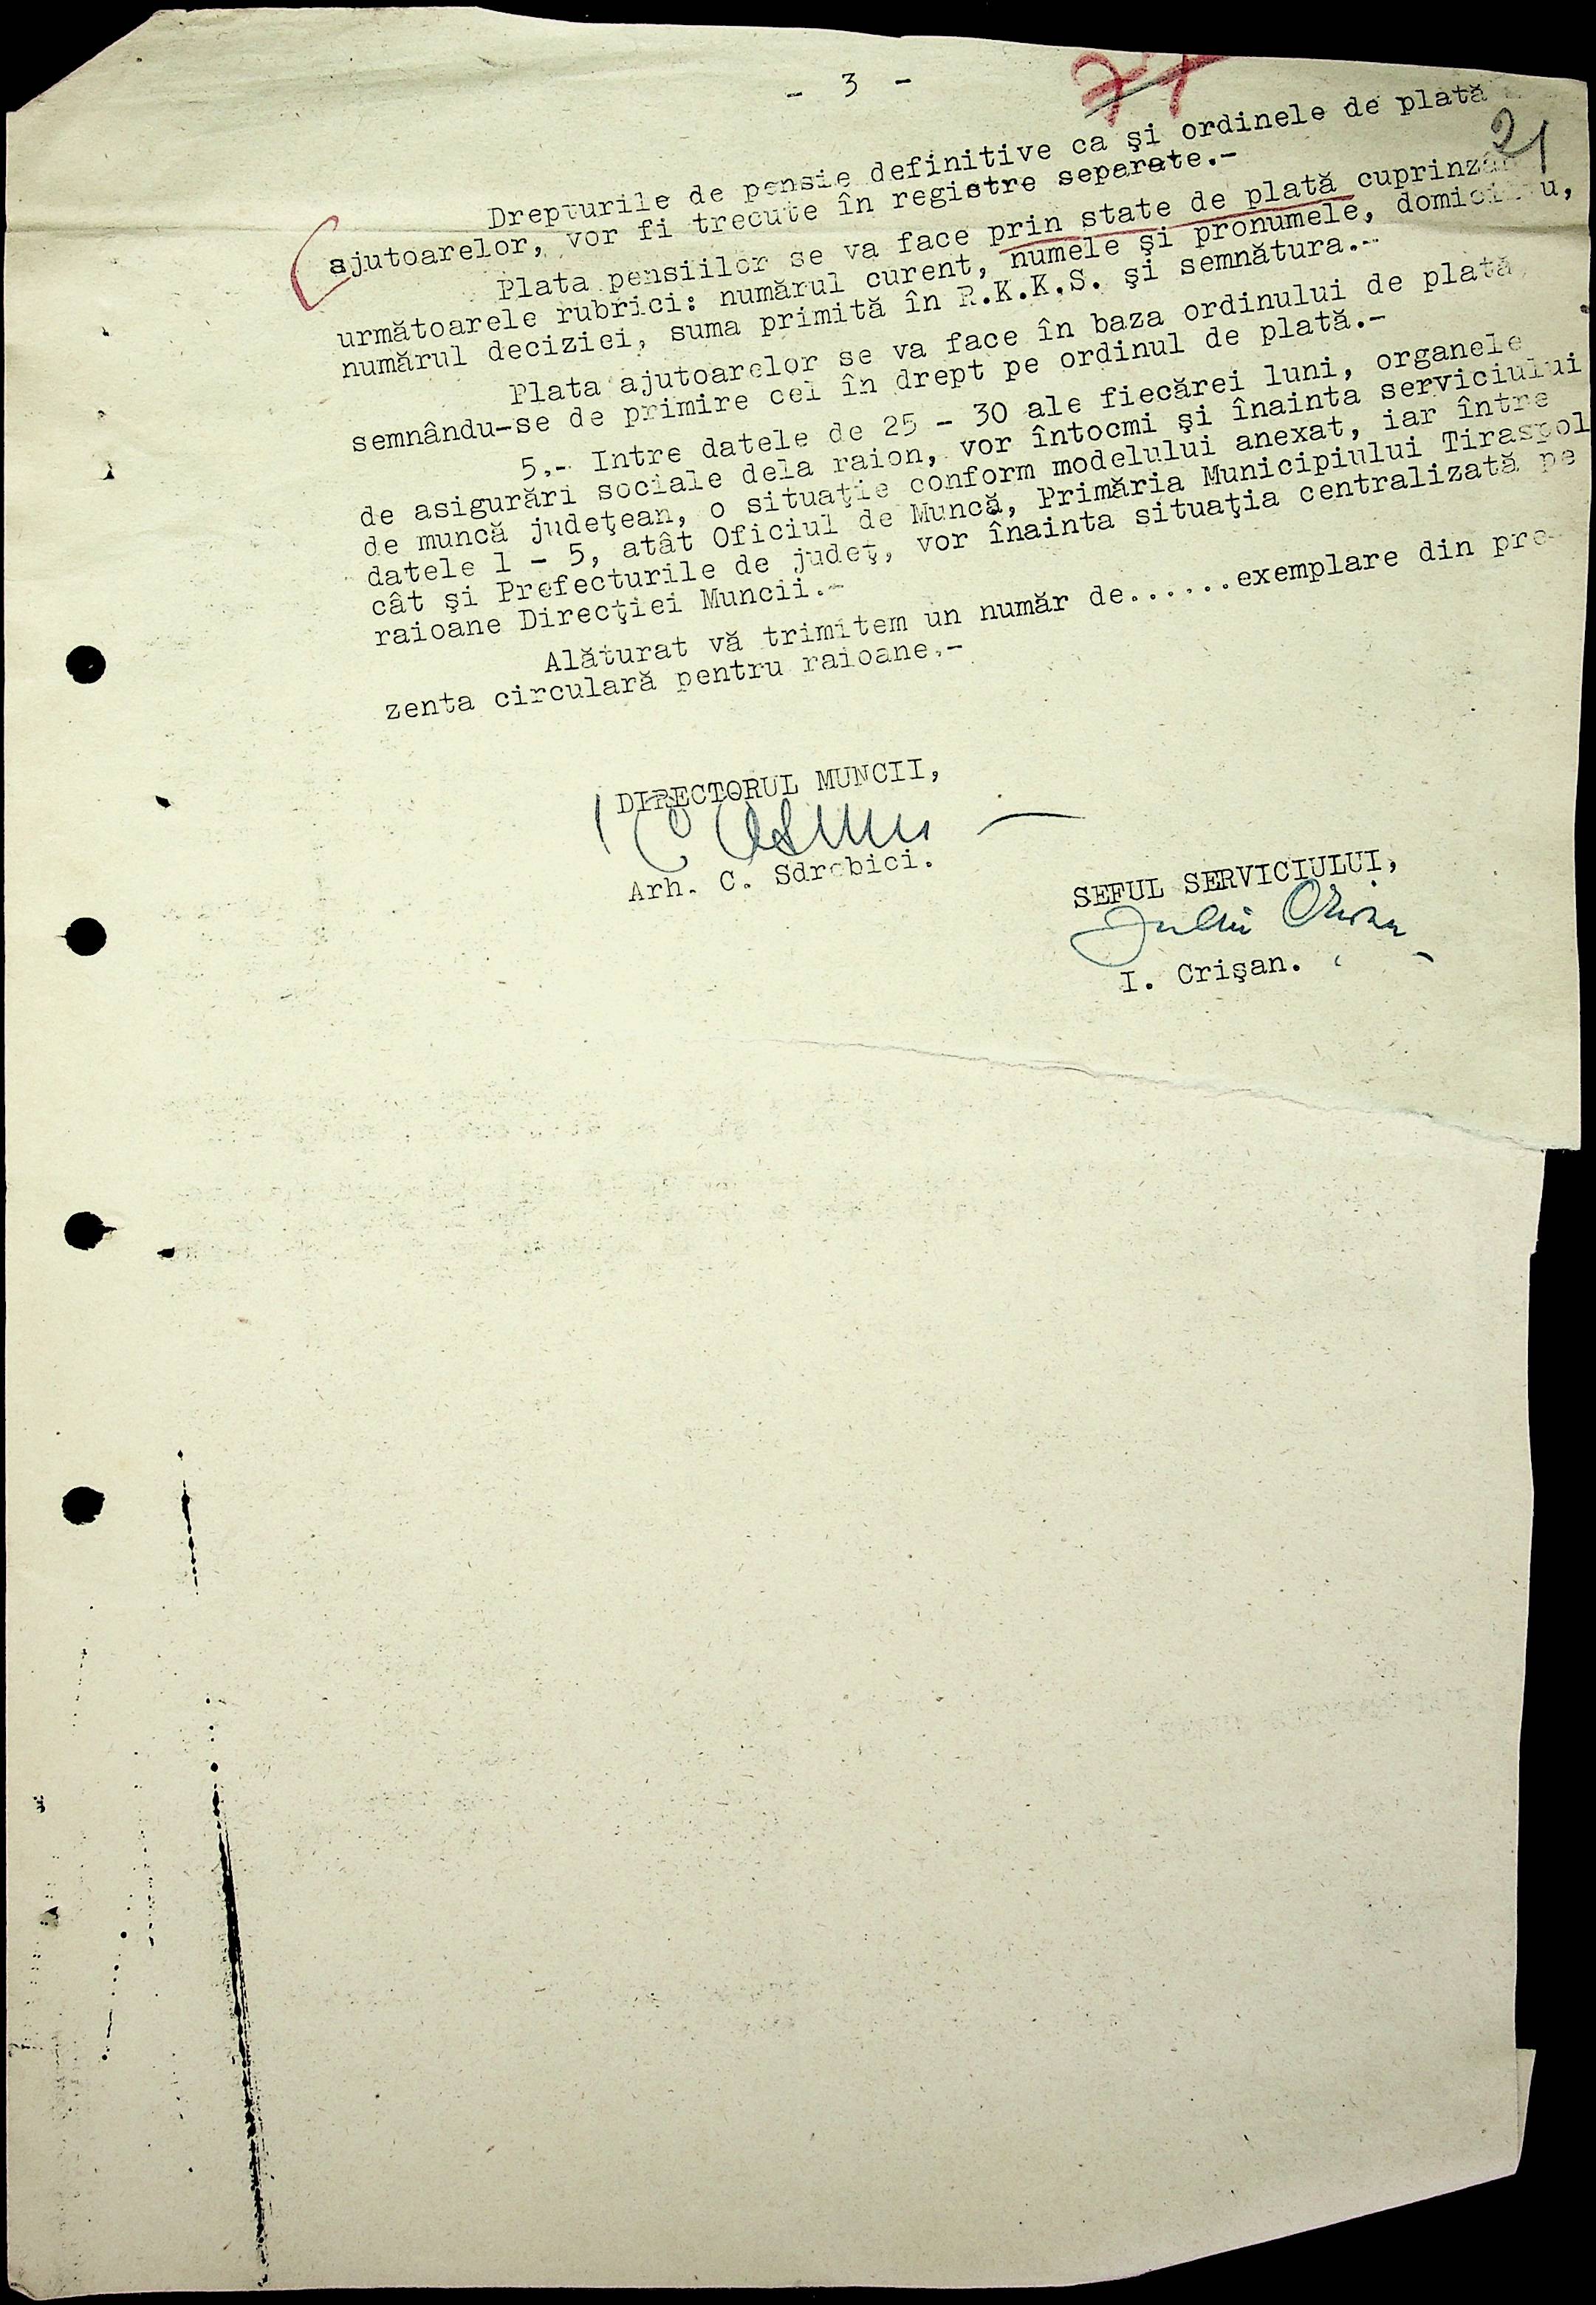 - 3 -
77
21
Drepturile de pensie definitive ca şi ordinele de plată
ajutoarelor, vor fi trecute în registre separate.-
Plata pensiilor se va face prin state de plată cuprinzân
următoarele rubrici: numărul curent, numele şi pronumele, domiciliu,
numărul deciziei, suma primită în R.K.K.S. şi semnătura.-
Plata ajutoarelor se va face în baza ordinului de plată,
semnându-se de primire cel în drept pe ordinul de plată.-
5.- Intre datele de 25 - 30 ale fiecărei luni, organele
de asigurări sociale dela raion, vor întocmi şi înainta serviciului
de muncă judeţean, o situaţie conform modelului anexat, iar între
datele 1 - 5, atât Oficiul de Muncă, Primăria Municipiului Tiraspol
cât şi Prefecturile de judeţ, vor înainta situaţia centralizată pe
raioane Direcţiei Muncii.-
Alăturat vă trimitem un număr de......exemplare din pre-
zenta circulară pentru raioane.-
DIRECTORUL MUNCII,
Arh. C. Sdrobici.
SEFUL SERVICIULUI,
I. Crişan.